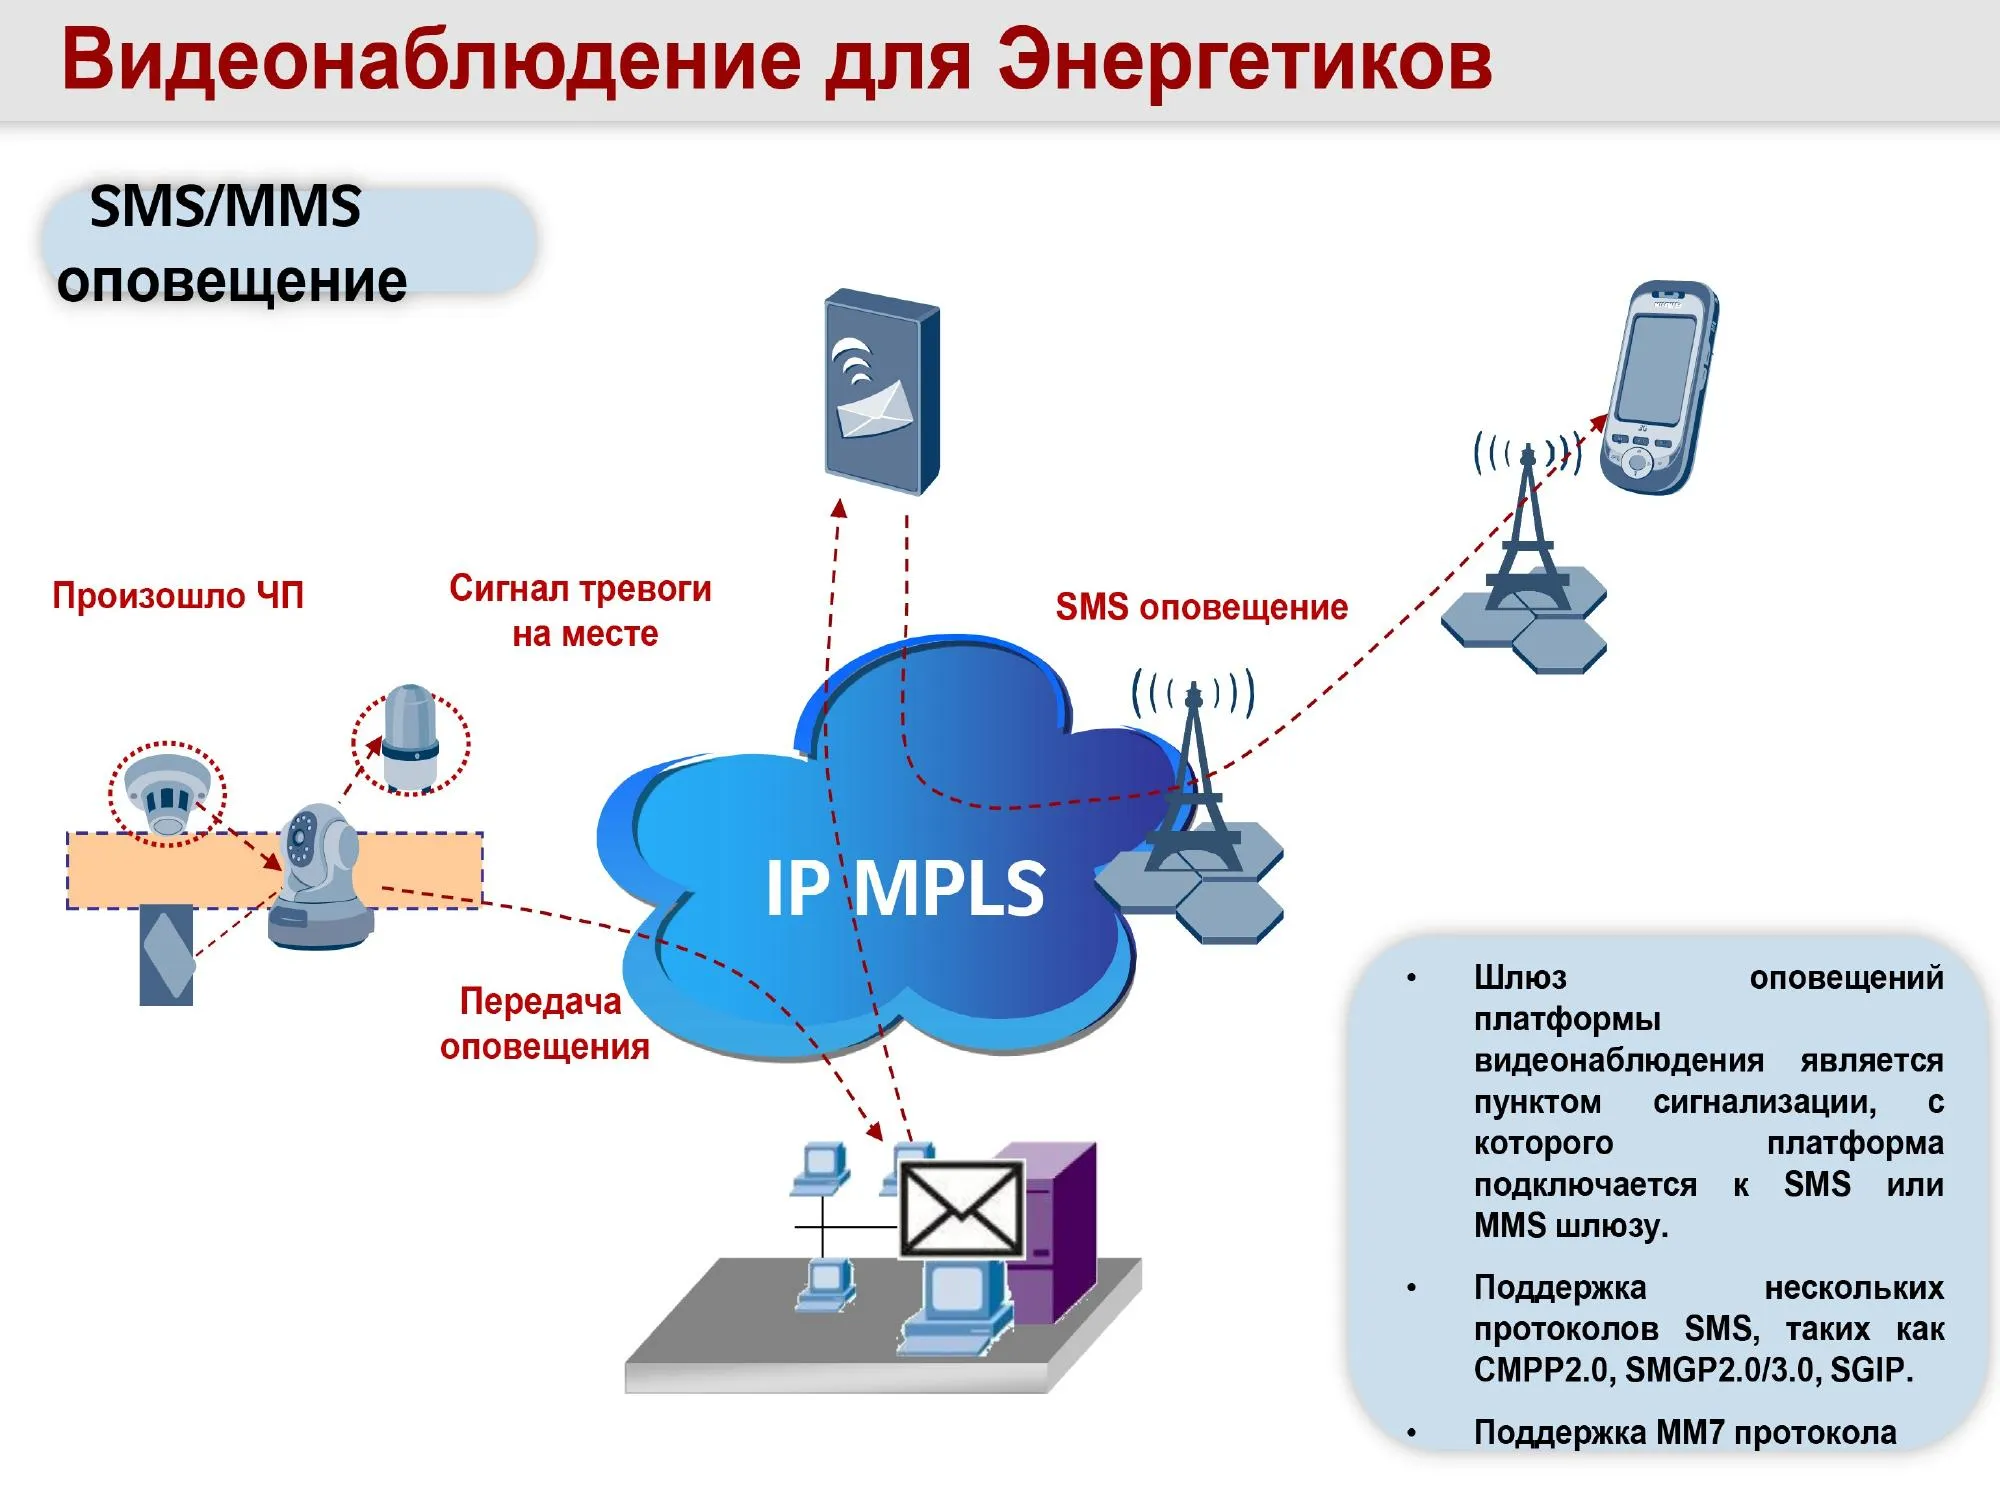 Видеонаблюдение для Энергетиков
SMS/MMS
оповещение
Произошло ЧП
Сигнал тревоги
на месте
SMS оповещение
IP MPLS
Передача
оповещения
• Шлюз оповещений
платформы
видеонаблюдения является
пунктом сигнализации, с
которого платформа
подключается к SMS или
MMS шлюзу.
• Поддержка нескольких
протоколов SMS, таких как
CMPP2.0, SMGP2.0/3.0, SGIP.
• Поддержка MM7 протокола